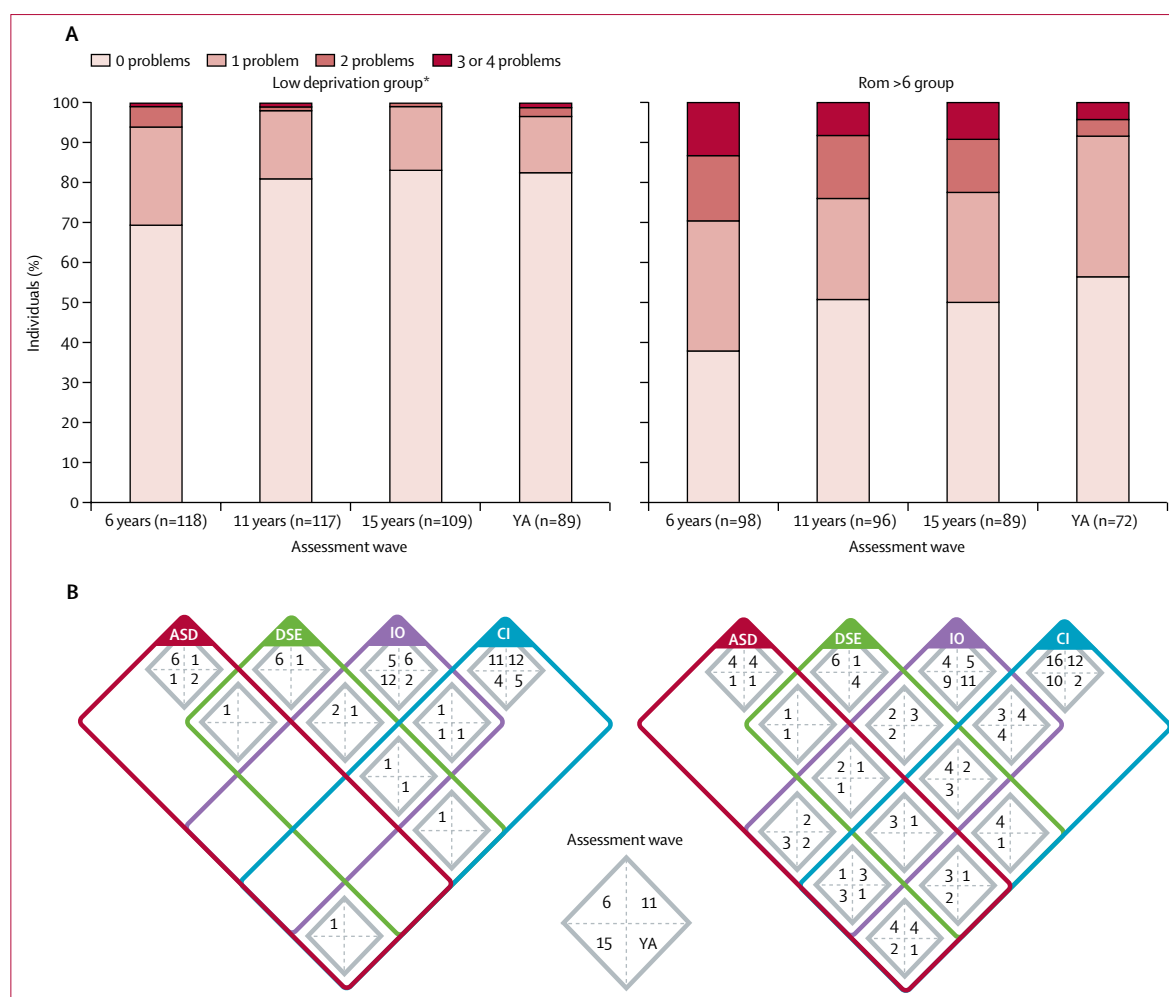 A
0 problems 1 problem 2 problems 3 or 4 problems
Low deprivation group*
Rom >6 group
Individuals (%)
100
90
80
70
60
50
40
30
20
10
0
6 years (n=118) 11 years (n=117) 15 years (n=109) YA (n=89)
Assessment wave
6 years (n=98) 11 years (n=96) 15 years (n=89) YA (n=72)
Assessment wave
B
ASD DSE IO CI
6 1 6 1 5 6 11 12
1 2 12 2 4 5
1 2 1 1
1 1
1
1
1
1
Assessment wave
6 11
15 YA
ASD DSE IO CI
4 4 6 1 4 5 16 12
1 1 4 9 11 10 2
1 2 3 3 4
1 2 4
2 1 4 2
1 3
2 3 1 4
3 2 1
1 3 3 1
3 1 2
4 4
2 1